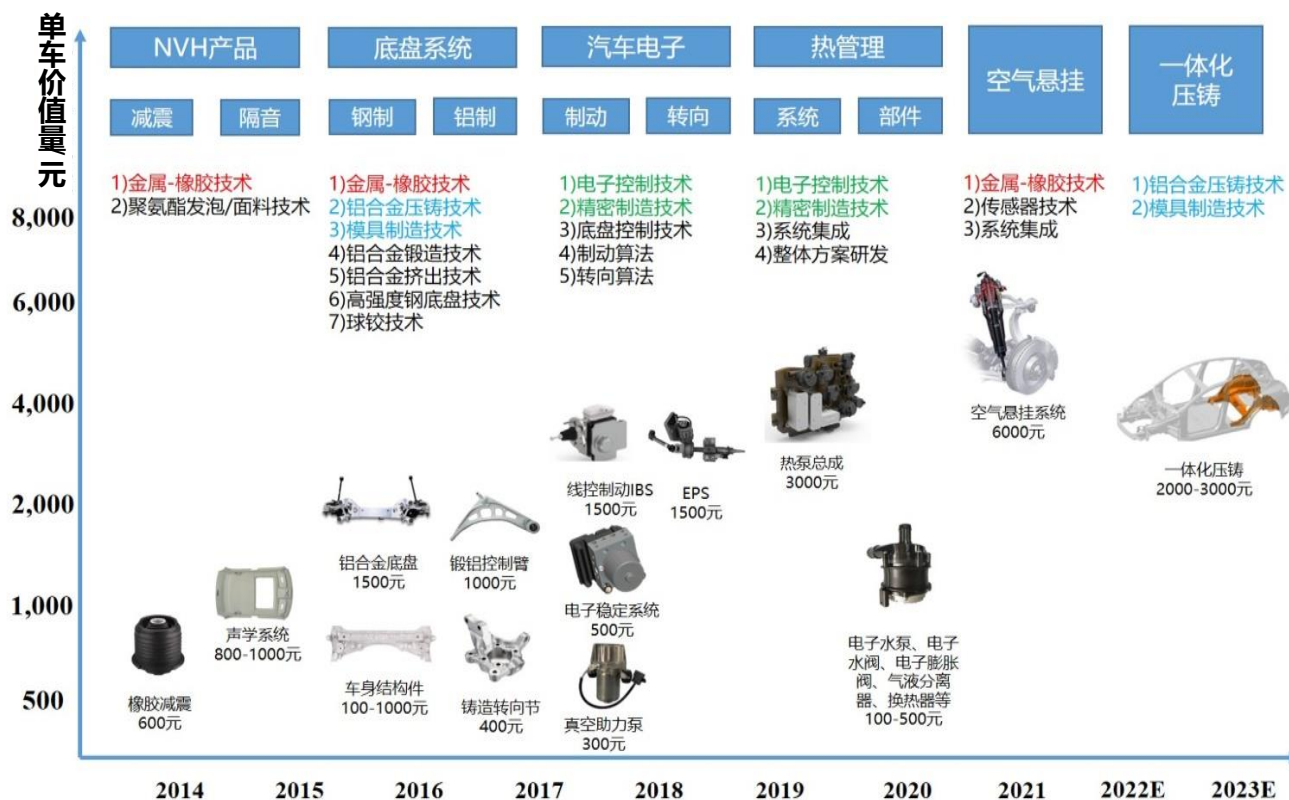 单车价值量 元
NVH产品
减震
隔音
底盘系统
钢制
铝制
汽车电子
制动
转向
热管理
系统
部件
空气悬挂
一体化
压铸
1)金属-橡胶技术
2)聚氨酯发泡/面料技术
1)金属-橡胶技术
2)铝合金压铸技术
3)模具制造技术
4)铝合金锻造技术
5)铝合金挤出技术
6)高强度钢底盘技术
7)球铰技术
1)电子控制技术
2)精密制造技术
3)底盘控制技术
4)制动算法
5)转向算法
1)电子控制技术
2)精密制造技术
3)系统集成
4)整体方案研发
1)金属-橡胶技术
2)传感器技术
3)系统集成
1)铝合金压铸技术
2)模具制造技术
8,000
6,000
4,000
2,000
1,000
500
橡胶减震
600元
声学系统
800-1000元
铝合金底盘
1500元
锻铝控制臂
1000元
车身结构件
100-1000元
铸造转向节
400元
线控制动IBS
1500元
EPS
1500元
电子稳定系统
500元
真空助力泵
300元
热泵总成
3000元
电子水泵、电子
水阀、电子膨胀
阀、气液分离
器、换热器等
100-500元
空气悬挂系统
6000元
一体化压铸
2000-3000元
2014
2015
2016
2017
2018
2019
2020
2021
2022E
2023E